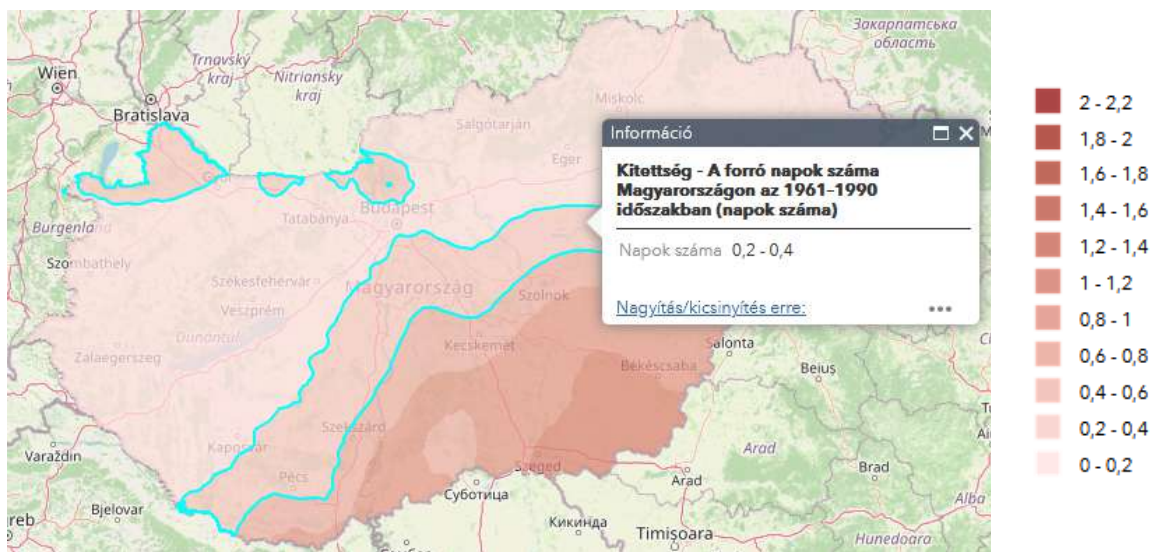 Закарпатська
область
Trnavský
kraj
Nitriansky
kraj
Wien
Bratislava
Miskolc
Salgótarján
Eger
Győr
Tatabánya
Budapest
Burgenland
Szombathely
Székesfehérvár
Magyarország
Veszprém
Szolnok
Dunántúl
Zalaegerszeg
Kecskemét
Békéscsaba
Salonta
Beiuș
Kaposvár
Szekszárd
Varaždin
Pécs
Szeged
Arad
Arad
Brad
Суботица
Alba
Bjelovar
Кикинда
Timișoara
Hunedoara
Információ
Kitettség - A forró napok száma
Magyarországon az 1961-1990
időszakban (napok száma)
Napok száma 0,2 - 0,4
Nagyítás/kicsinyítés erre:
2 - 2,2
1,8 - 2
1,6 - 1,8
1,4 - 1,6
1,2 - 1,4
1 - 1,2
0,8 - 1
0,6 - 0,8
0,4 - 0,6
0,2 - 0,4
0 - 0,2